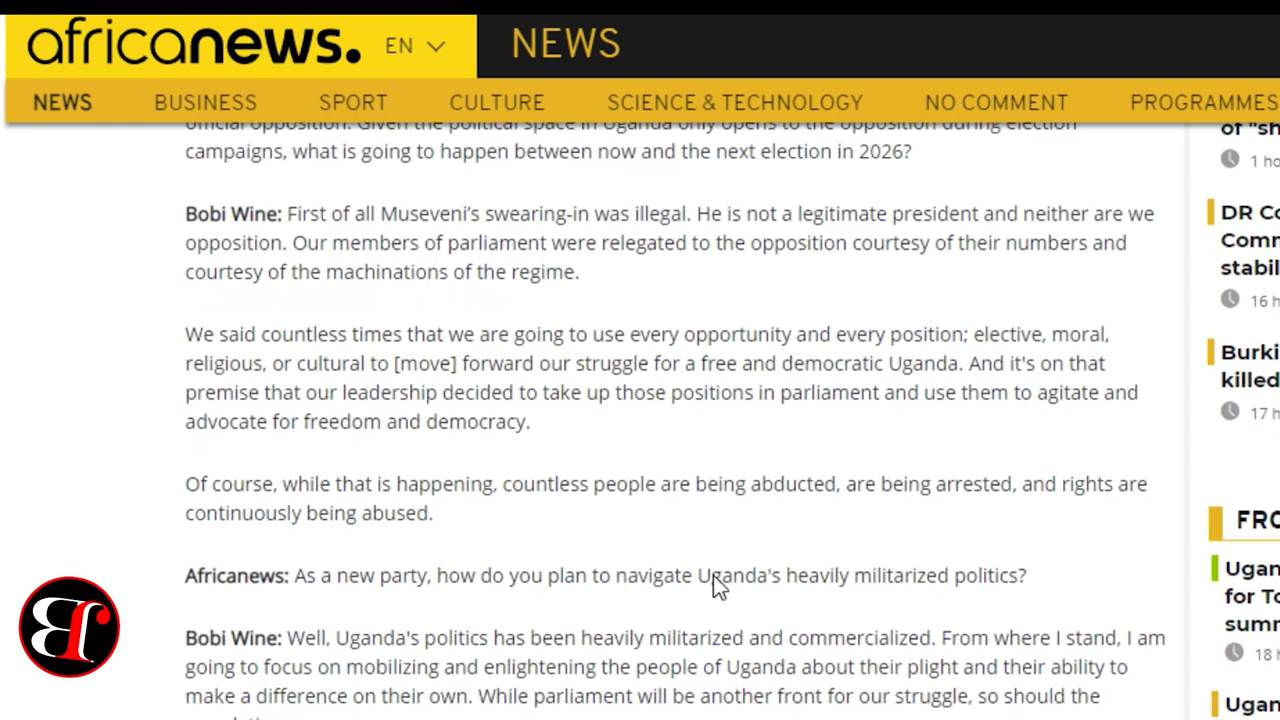 africanews. EN NEWS
NEWS BUSINESS SPORT CULTURE SCIENCE & TECHNOLOGY NO COMMENT PROGRAMMES
official opposition. Given the political space in Uganda only opens to the opposition during election
campaigns, what is going to happen between now and the next election in 2026?
Bobi Wine: First of all Museveni’s swearing-in was illegal. He is not a legitimate president and neither are we
opposition. Our members of parliament were relegated to the opposition courtesy of their numbers and
courtesy of the machinations of the regime.
We said countless times that we are going to use every opportunity and every position; elective, moral,
religious, or cultural to [move] forward our struggle for a free and democratic Uganda. And it's on that
premise that our leadership decided to take up those positions in parliament and use them to agitate and
advocate for freedom and democracy.
Of course, while that is happening, countless people are being abducted, are being arrested, and rights are
continuously being abused.
Africanews: As a new party, how do you plan to navigate Uganda's heavily militarized politics?
Bobi Wine: Well, Uganda's politics has been heavily militarized and commercialized. From where I stand, I am
going to focus on mobilizing and enlightening the people of Uganda about their plight and their ability to
make a difference on their own. While parliament will be another front for our struggle, so should the
of "sh
1 ho
DR Co
Comm
stabil
16 h
Burki
killed
17 h
FRO
Ugan
for To
summ
18 h
Ugan